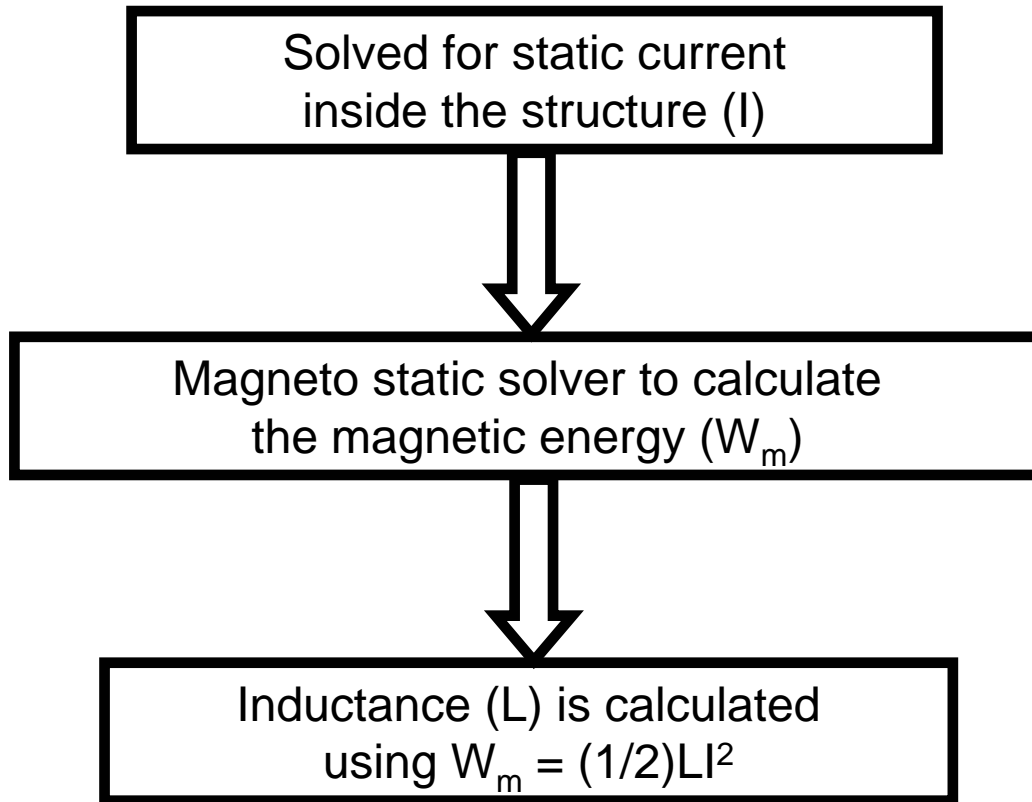 Solved for static current
inside the structure (I)
Magneto static solver to calculate
the magnetic energy (Wₘ)
Inductance (L) is calculated
using Wₘ = (1/2)LI²